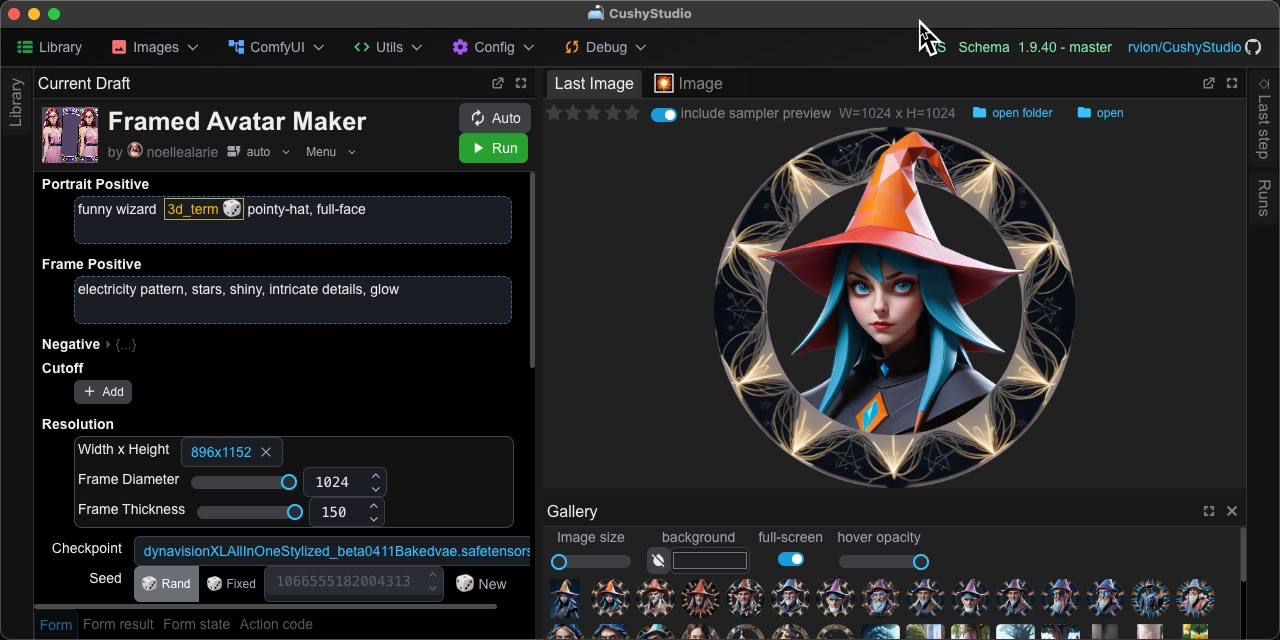 CushyStudio
Library Images ComfyUI Utils Config Debug S Schema 1.9.40 - master rvion/CushyStudio
Library
Current Draft
Framed Avatar Maker
by noellealarie auto Menu
Auto
Run
Portrait Positive
funny wizard 3d_term pointy-hat, full-face
Frame Positive
electricity pattern, stars, shiny, intricate details, glow
Negative {...}
Cutoff
+ Add
Resolution
Width x Height 896x1152
Frame Diameter 1024
Frame Thickness 150
Checkpoint dynavisionXLAllInOneStylized_beta0411Bakedvae.safetensors
Seed Rand Fixed 1066555182004313 New
Form Form result Form state Action code
Last Image Image
include sampler preview W=1024 x H=1024 open folder open
Gallery
Image size background full-screen hover opacity
Last step
Runs